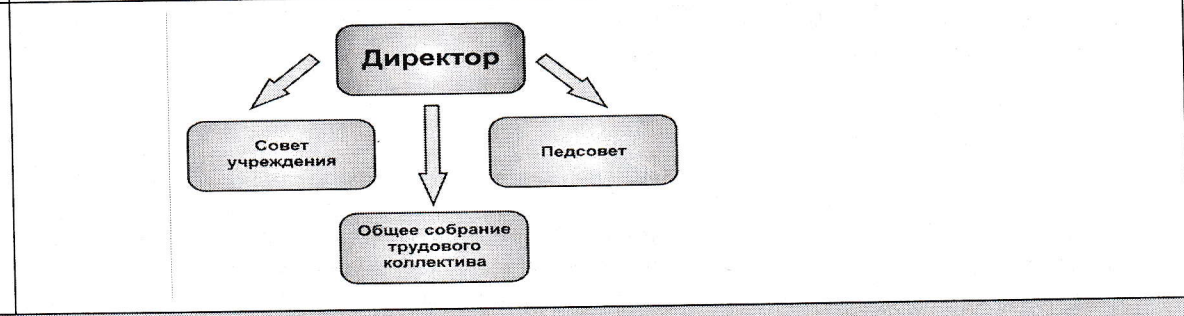 Директор
Совет
учреждения
Педсовет
Общее собрание
трудового
коллектива